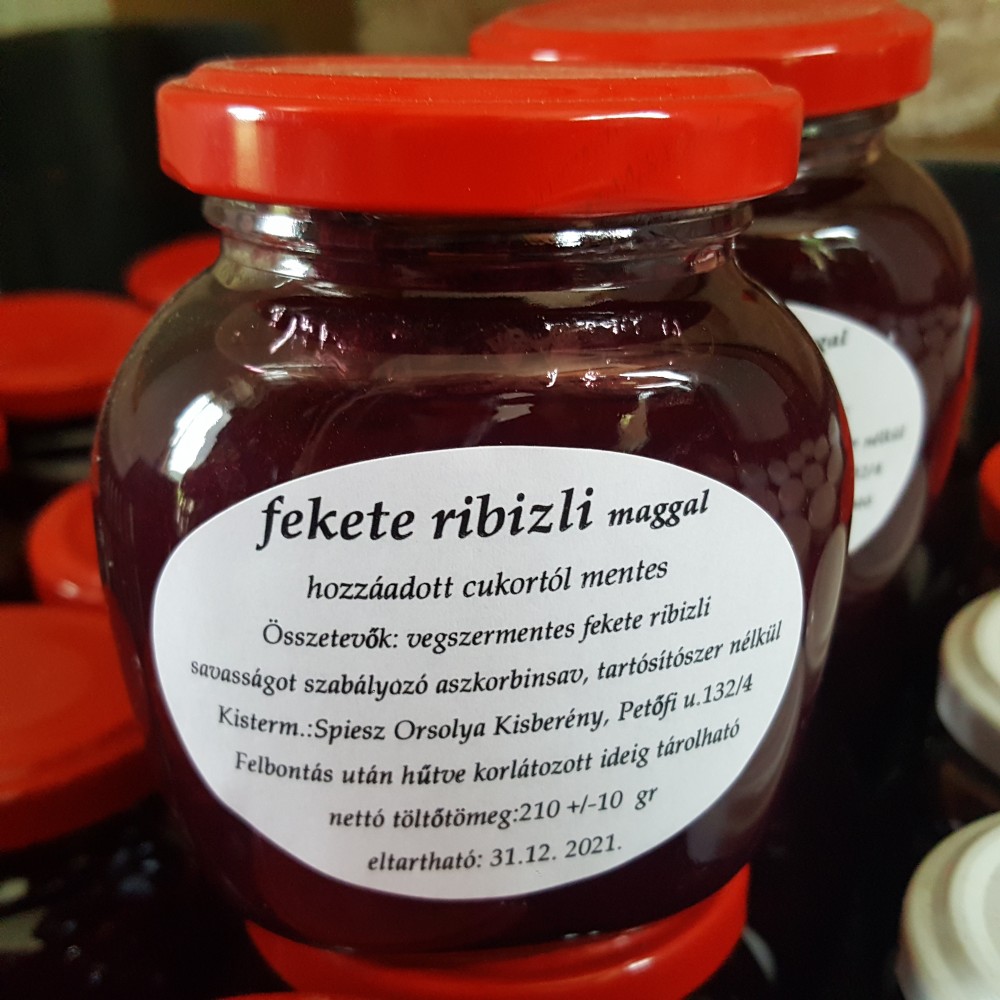 fekete ribizli maggal
hozzáadott cukortól mentes
Összetevők: vegszermentes fekete ribizli
savasságot szabályozó aszkorbinsav, tartósítószer nélkül
Kisterm.:Spiesz Orsolya Kisberény, Petőfi u.132/4
Felbontás után hűtve korlátozott ideig tárolható
nettó töltőtömeg:210 +/-10 gr
eltartható: 31.12. 2021.
nélkül